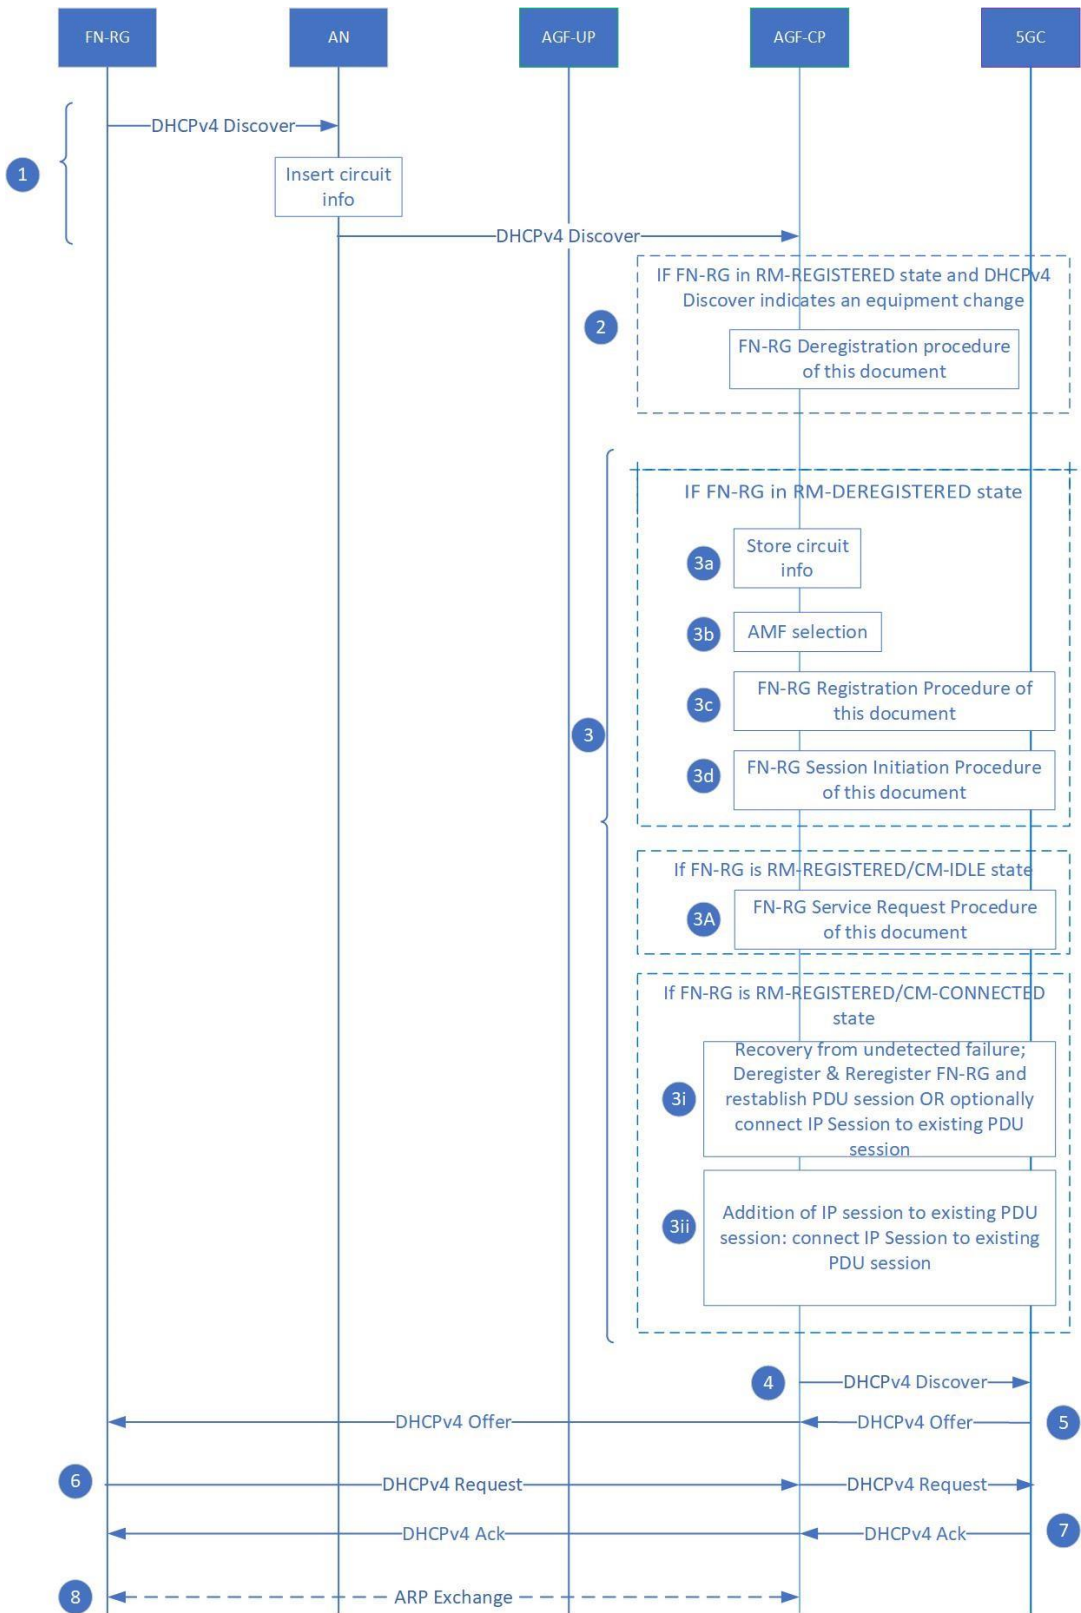 FN-RG
AN
AGF-UP
AGF-CP
5GC
DHCPv4 Discover
1
Insert circuit
info
DHCPv4 Discover
IF FN-RG in RM-REGISTERED state and DHCPv4
Discover indicates an equipment change
2
FN-RG Deregistration procedure
of this document
3
IF FN-RG in RM-DEREGISTERED state
3a
Store circuit
info
3b
AMF selection
3c
FN-RG Registration Procedure of
this document
3d
FN-RG Session Initiation Procedure
of this document
If FN-RG is RM-REGISTERED/CM-IDLE state
3A
FN-RG Service Request Procedure
of this document
If FN-RG is RM-REGISTERED/CM-CONNECTED
state
3i
Recovery from undetected failure;
Deregister & Reregister FN-RG and
restablish PDU session OR optionally
connect IP Session to existing PDU
session
3ii
Addition of IP session to existing PDU
session: connect IP Session to existing
PDU session
4
DHCPv4 Discover
DHCPv4 Offer
DHCPv4 Offer
5
6
DHCPv4 Request
DHCPv4 Request
DHCPv4 Ack
DHCPv4 Ack
7
8
ARP Exchange